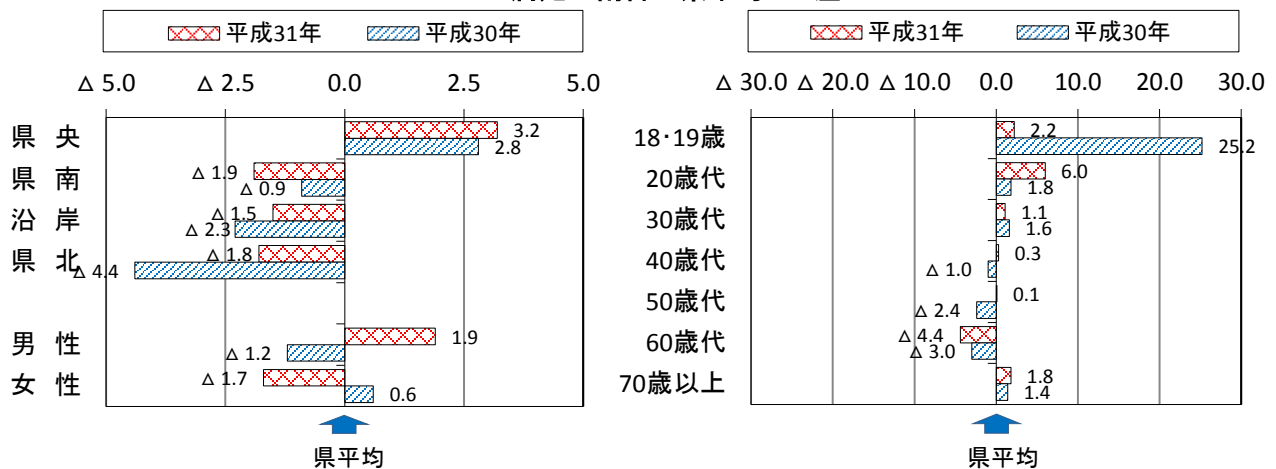 平成31年 平成30年
△ 5.0 △ 2.5 0.0 2.5 5.0
県 央 3.2
2.8
県 南 △ 1.9
△ 0.9
沿 岸 △ 1.5
△ 2.3
県 北 △ 1.8
△ 4.4
男 性 1.9
△ 1.2
女 性 △ 1.7
0.6
県平均
平成31年 平成30年
△ 30.0 △ 20.0 △ 10.0 0.0 10.0 20.0 30.0
18・19歳 2.2
25.2
20歳代 6.0
1.8
30歳代 1.1
1.6
40歳代 0.3
△ 1.0
50歳代 0.1
△ 2.4
60歳代 △ 4.4
△ 3.0
70歳以上 1.8
1.4
県平均